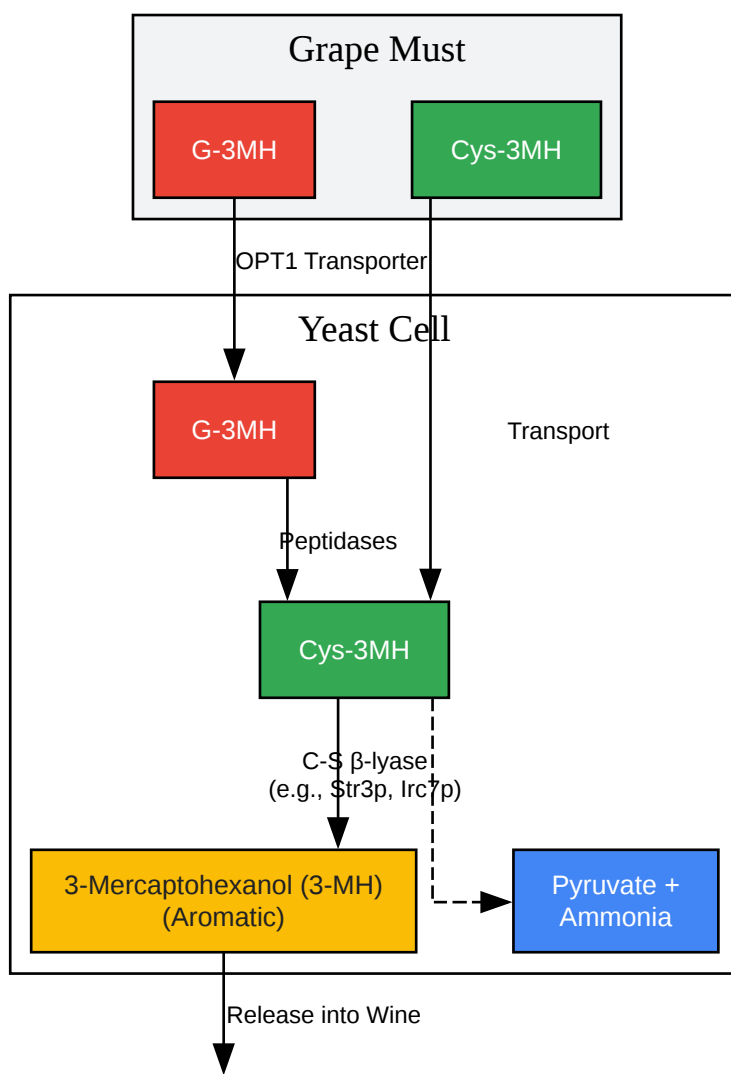 Grape Must
G-3MH
Cys-3MH
OPT1 Transporter
Yeast Cell
G-3MH
Transport
Peptidases
Cys-3MH
C-S β-lyase
(e.g., Str3p, Irc7p)
3-Mercaptohexanol (3-MH)
(Aromatic)
Pyruvate +
Ammonia
Release into Wine